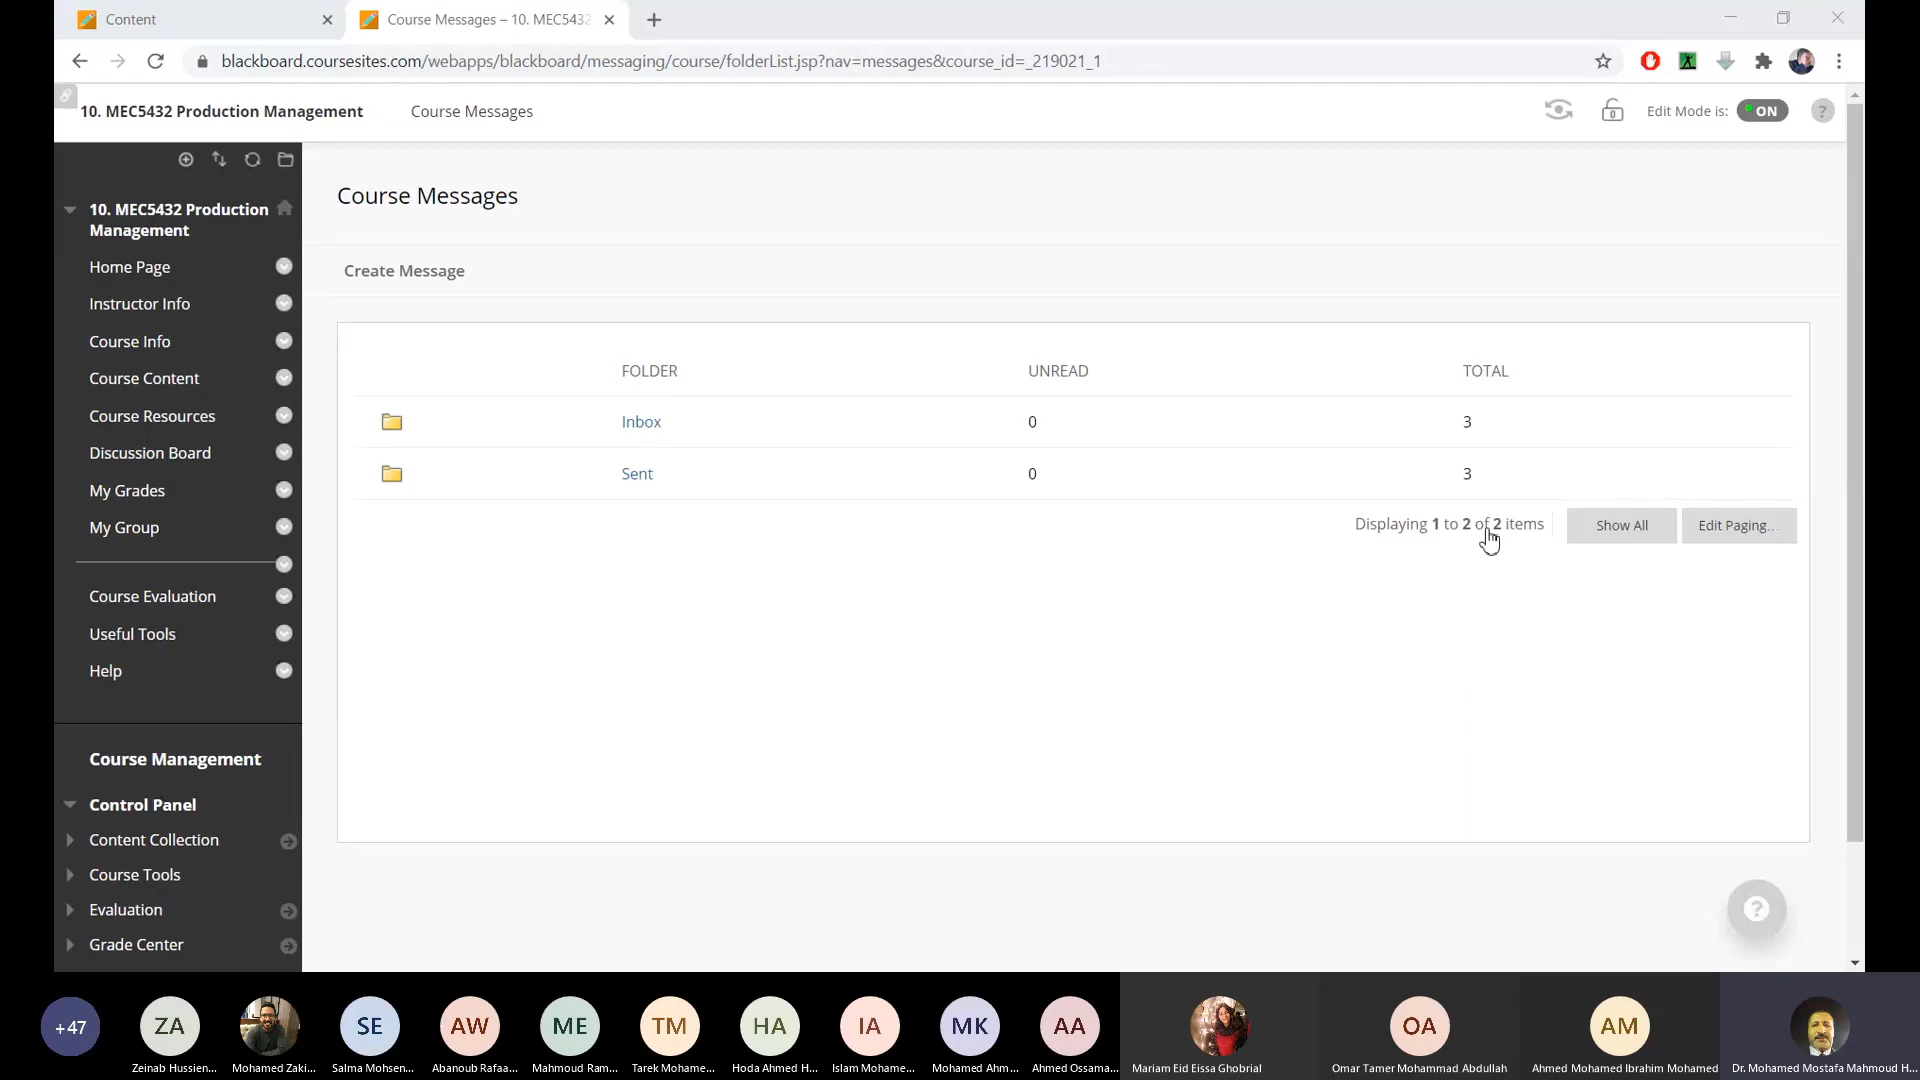 Content
Course Messages – 10. MEC5432
blackboard.coursesites.com/webapps/blackboard/messaging/course/folderList.jsp?nav=messages&course_id=_219021_1
10. MEC5432 Production Management
Course Messages
Edit Mode is:
ON
?
10. MEC5432 Production
Management
Home Page
Instructor Info
Course Info
Course Content
Course Resources
Discussion Board
My Grades
My Group
Course Evaluation
Useful Tools
Help
Course Management
Control Panel
Content Collection
Course Tools
Evaluation
Grade Center
Course Messages
Create Message
FOLDER UNREAD TOTAL
Inbox 0 3
Sent 0 3
Displaying 1 to 2 of 2 items
Show All
Edit Paging...
?
+47
ZA
SE
AW
ME
TM
HA
IA
MK
AA
OA
AM
Zeinab Hussien...
Mohamed Zaki...
Salma Mohsen...
Abanoub Rafaa...
Mahmoud Ram...
Tarek Mohame...
Hoda Ahmed H...
Islam Mohame...
Mohamed Ahm...
Ahmed Ossama...
Mariam Eid Eissa Ghobrial
Omar Tamer Mohammad Abdullah
Ahmed Mohamed Ibrahim Mohamed
Dr. Mohamed Mostafa Mahmoud H...